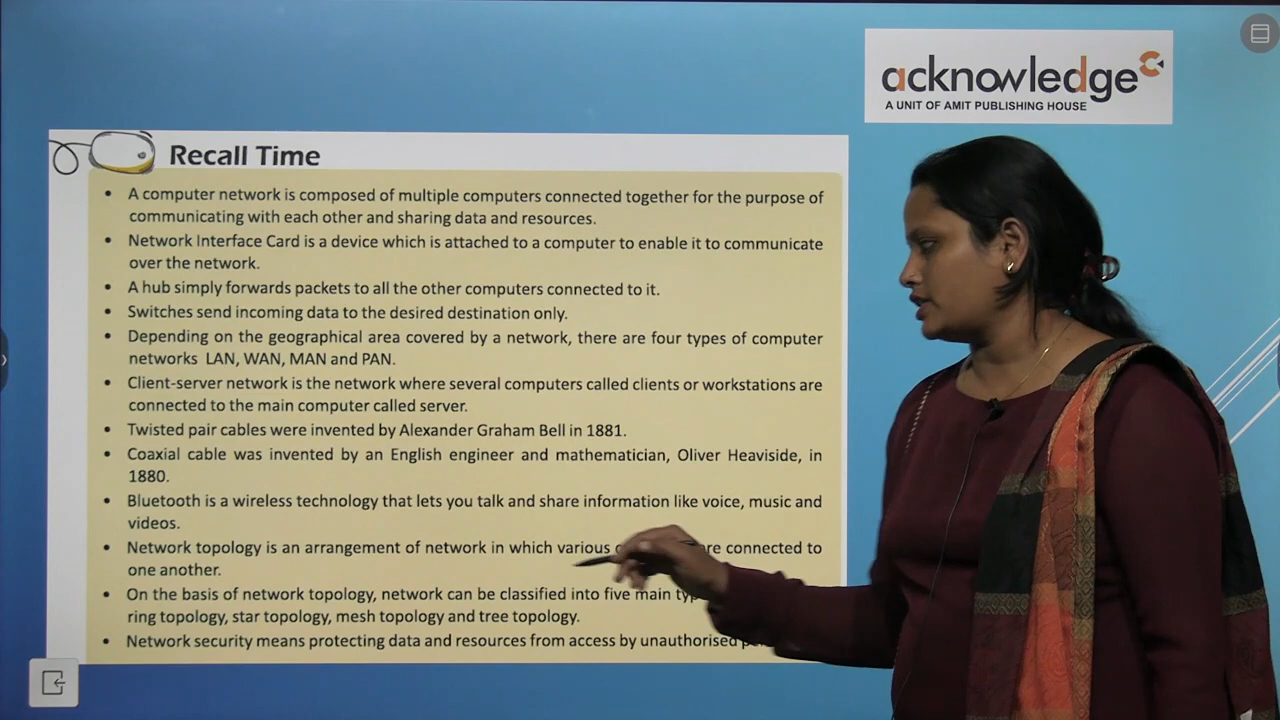 acknowledge
A UNIT OF AMIT PUBLISHING HOUSE
Recall Time
• A computer network is composed of multiple computers connected together for the purpose of
communicating with each other and sharing data and resources.
• Network Interface Card is a device which is attached to a computer to enable it to communicate
over the network.
• A hub simply forwards packets to all the other computers connected to it.
• Switches send incoming data to the desired destination only.
• Depending on the geographical area covered by a network, there are four types of computer
networks LAN, WAN, MAN and PAN.
• Client-server network is the network where several computers called clients or workstations are
connected to the main computer called server.
• Twisted pair cables were invented by Alexander Graham Bell in 1881.
• Coaxial cable was invented by an English engineer and mathematician, Oliver Heaviside, in
1880.
• Bluetooth is a wireless technology that lets you talk and share information like voice, music and
videos.
• Network topology is an arrangement of network in which various are connected to
one another.
• On the basis of network topology, network can be classified into five main
ring topology, star topology, mesh topology and tree topology.
• Network security means protecting data and resources from access by unauthorised